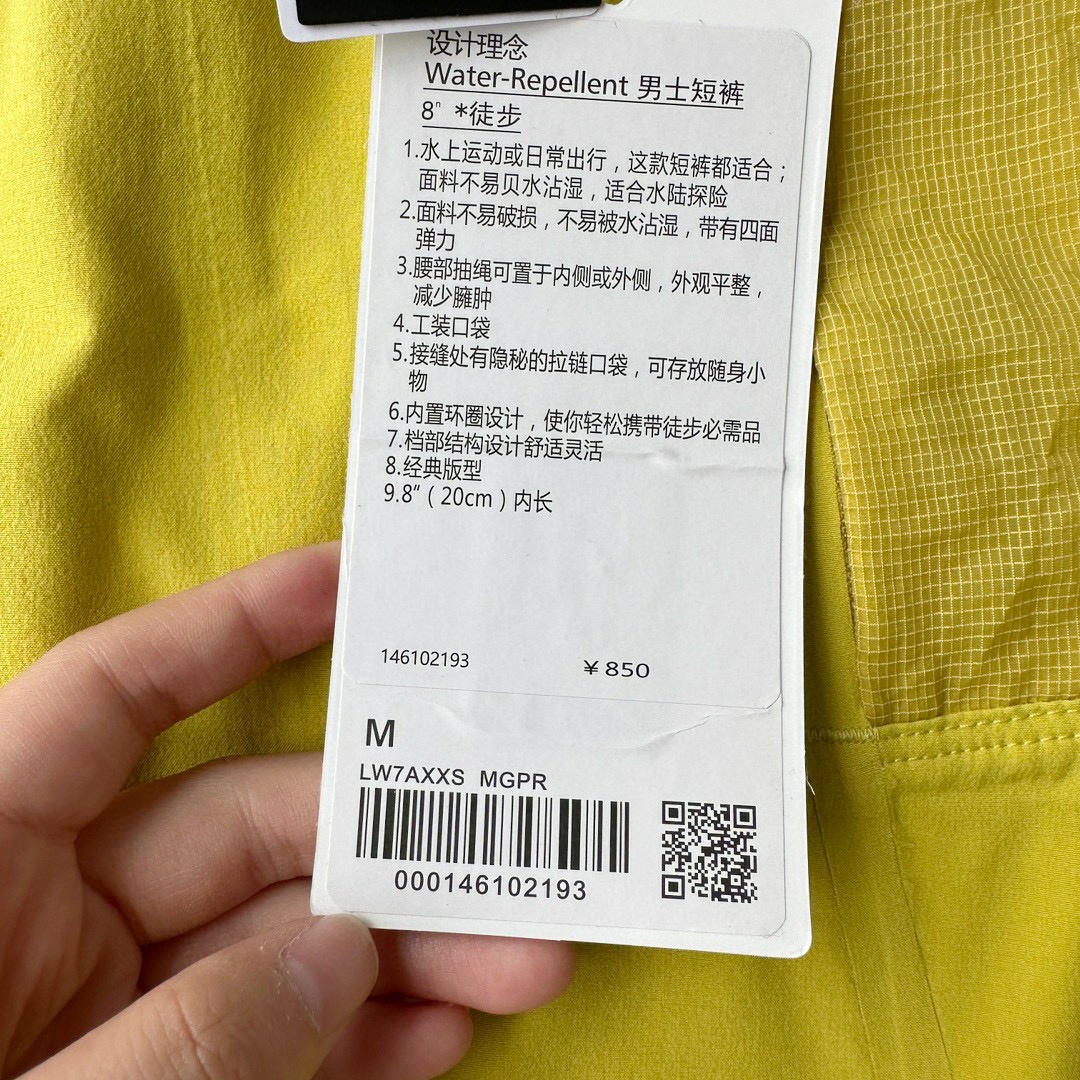 设计理念
Water-Repellent 男士短裤
8" *徒步
1.水上运动或日常出行，这款短裤都适合；
面料不易贝水沾湿，适合水陆探险
2.面料不易破损，不易被水沾湿，带有四面
弹力
3.腰部抽绳可置于内侧或外侧，外观平整，
减少臃肿
4.工装口袋
5.接缝处有隐秘的拉链口袋，可存放随身小
物
6.内置环圈设计，使你轻松携带徒步必需品
7.档部结构设计舒适灵活
8.经典版型
9.8“（20cm）内长
146102193 ￥850
M
LW7AXXS MGPR
000146102193